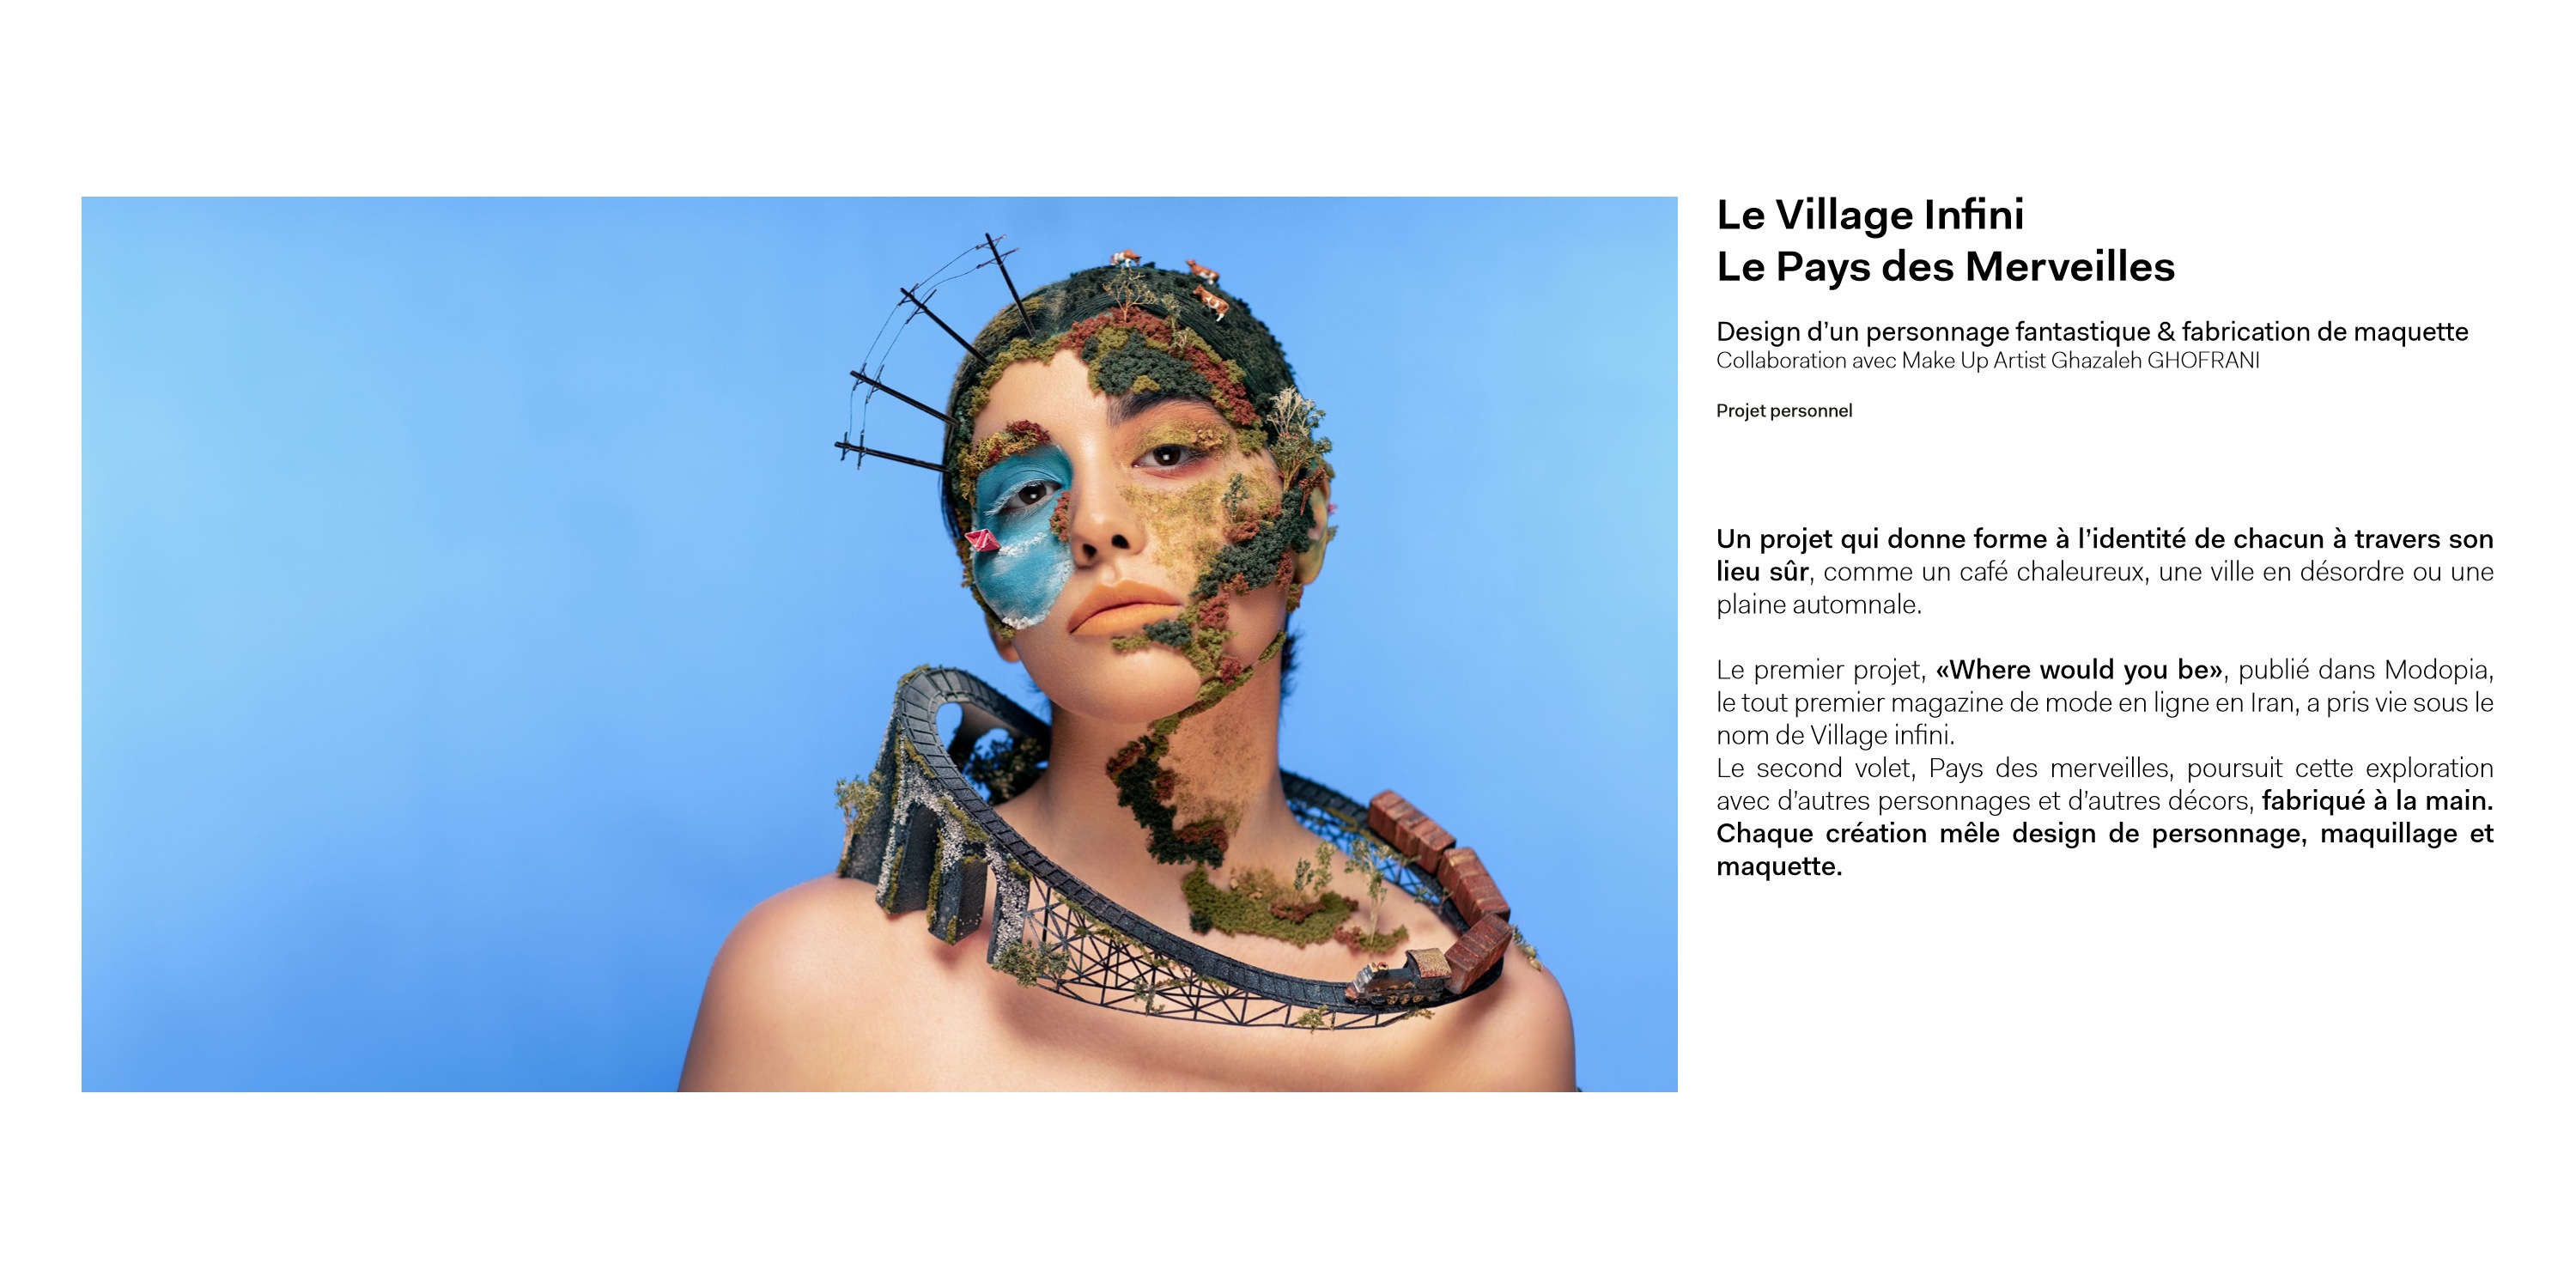 Le Village Infini
Le Pays des Merveilles
Design d’un personnage fantastique & fabrication de maquette
Collaboration avec Make Up Artist Ghazaleh GHOFRANI
Projet personnel
Un projet qui donne forme à l’identité de chacun à travers son
lieu sûr, comme un café chaleureux, une ville en désordre ou une
plaine automnale.
Le premier projet, «Where would you be», publié dans Modopia,
le tout premier magazine de mode en ligne en Iran, a pris vie sous le
nom de Village infini.
Le second volet, Pays des merveilles, poursuit cette exploration
avec d’autres personnages et d’autres décors, fabriqué à la main.
Chaque création mêle design de personnage, maquillage et
maquette.